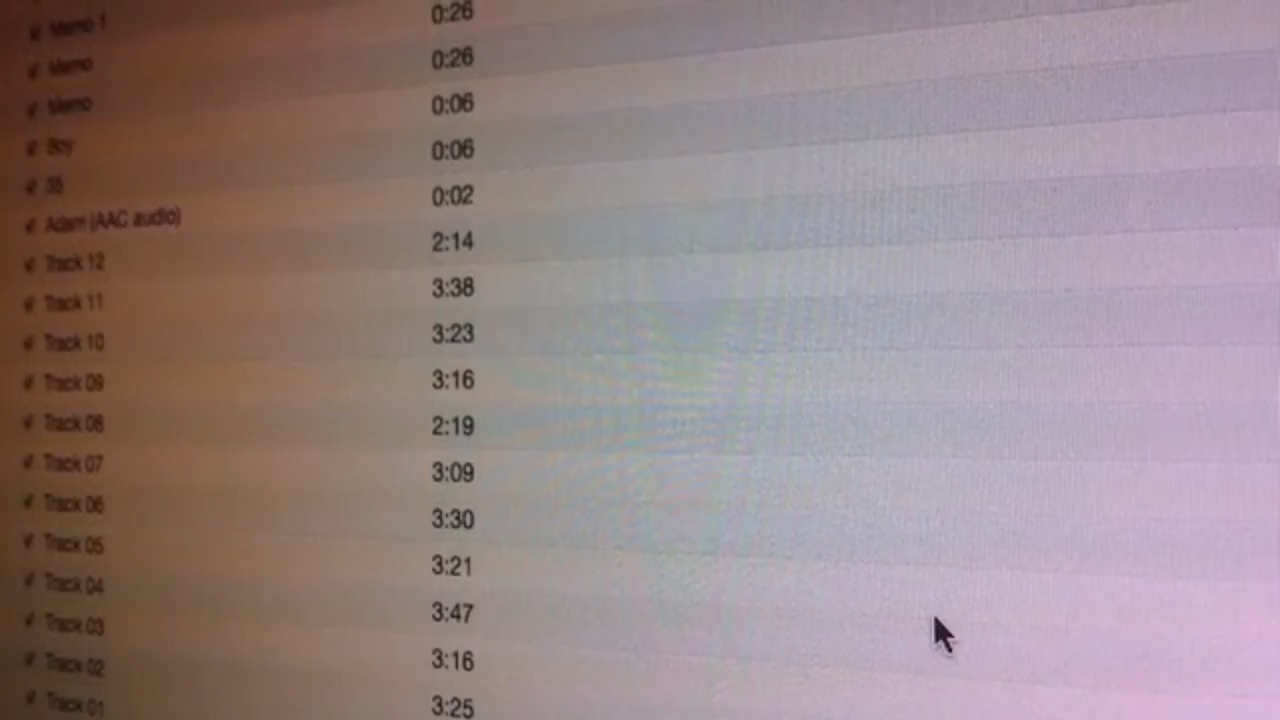 Memo 1
Memo 0:26
Memo 0:26
Boy 0:06
35 0:06
Adam (AAC audio) 0:02
Track 12 2:14
Track 11 3:38
Track 10 3:23
Track 09 3:16
Track 08 2:19
Track 07 3:09
Track 06 3:30
Track 05 3:21
Track 04 3:47
Track 03 3:16
Track 02 3:25
Track 01